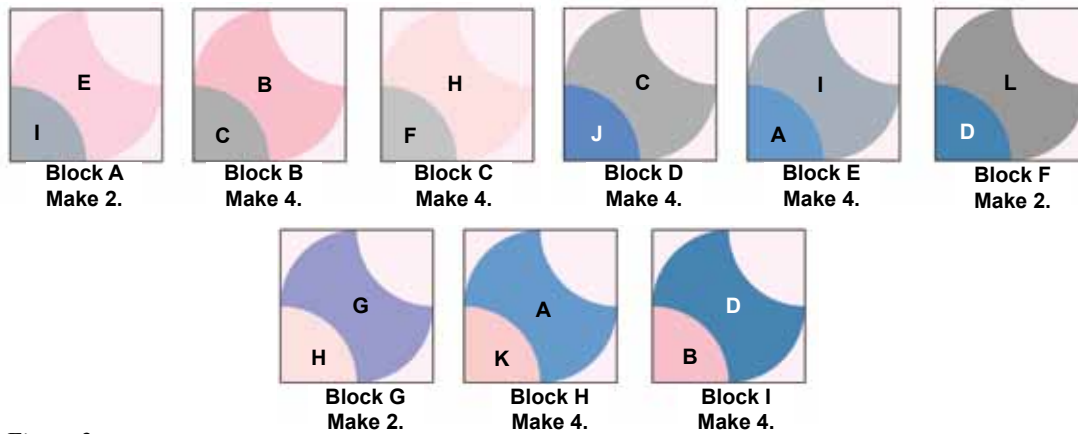 E
I
Block A
Make 2.
B
C
Block B
Make 4.
H
F
Block C
Make 4.
C
J
Block D
Make 4.
I
A
Block E
Make 4.
L
D
Block F
Make 2.
G
H
Block G
Make 2.
A
K
Block H
Make 4.
D
B
Block I
Make 4.